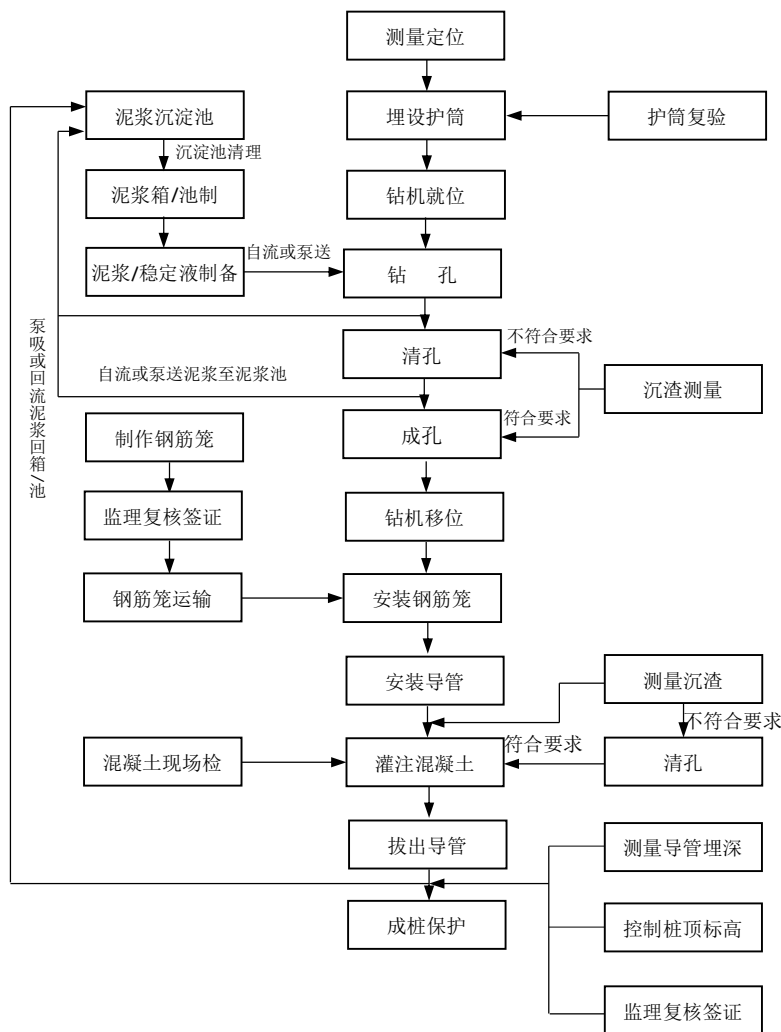 测量定位
泥浆沉淀池
埋设护筒
护筒复验
沉淀池清理
泥浆箱/池制
钻机就位
泥浆/稳定液制备
自流或泵送
钻 孔
泵吸或回流泥浆回箱/池
不符合要求
清孔
自流或泵送泥浆至泥浆池
沉渣测量
制作钢筋笼
符合要求
成孔
监理复核签证
钻机移位
钢筋笼运输
安装钢筋笼
安装导管
测量沉渣
不符合要求
混凝土现场检
灌注混凝土
符合要求
清孔
拔出导管
测量导管埋深
成桩保护
控制桩顶标高
监理复核签证